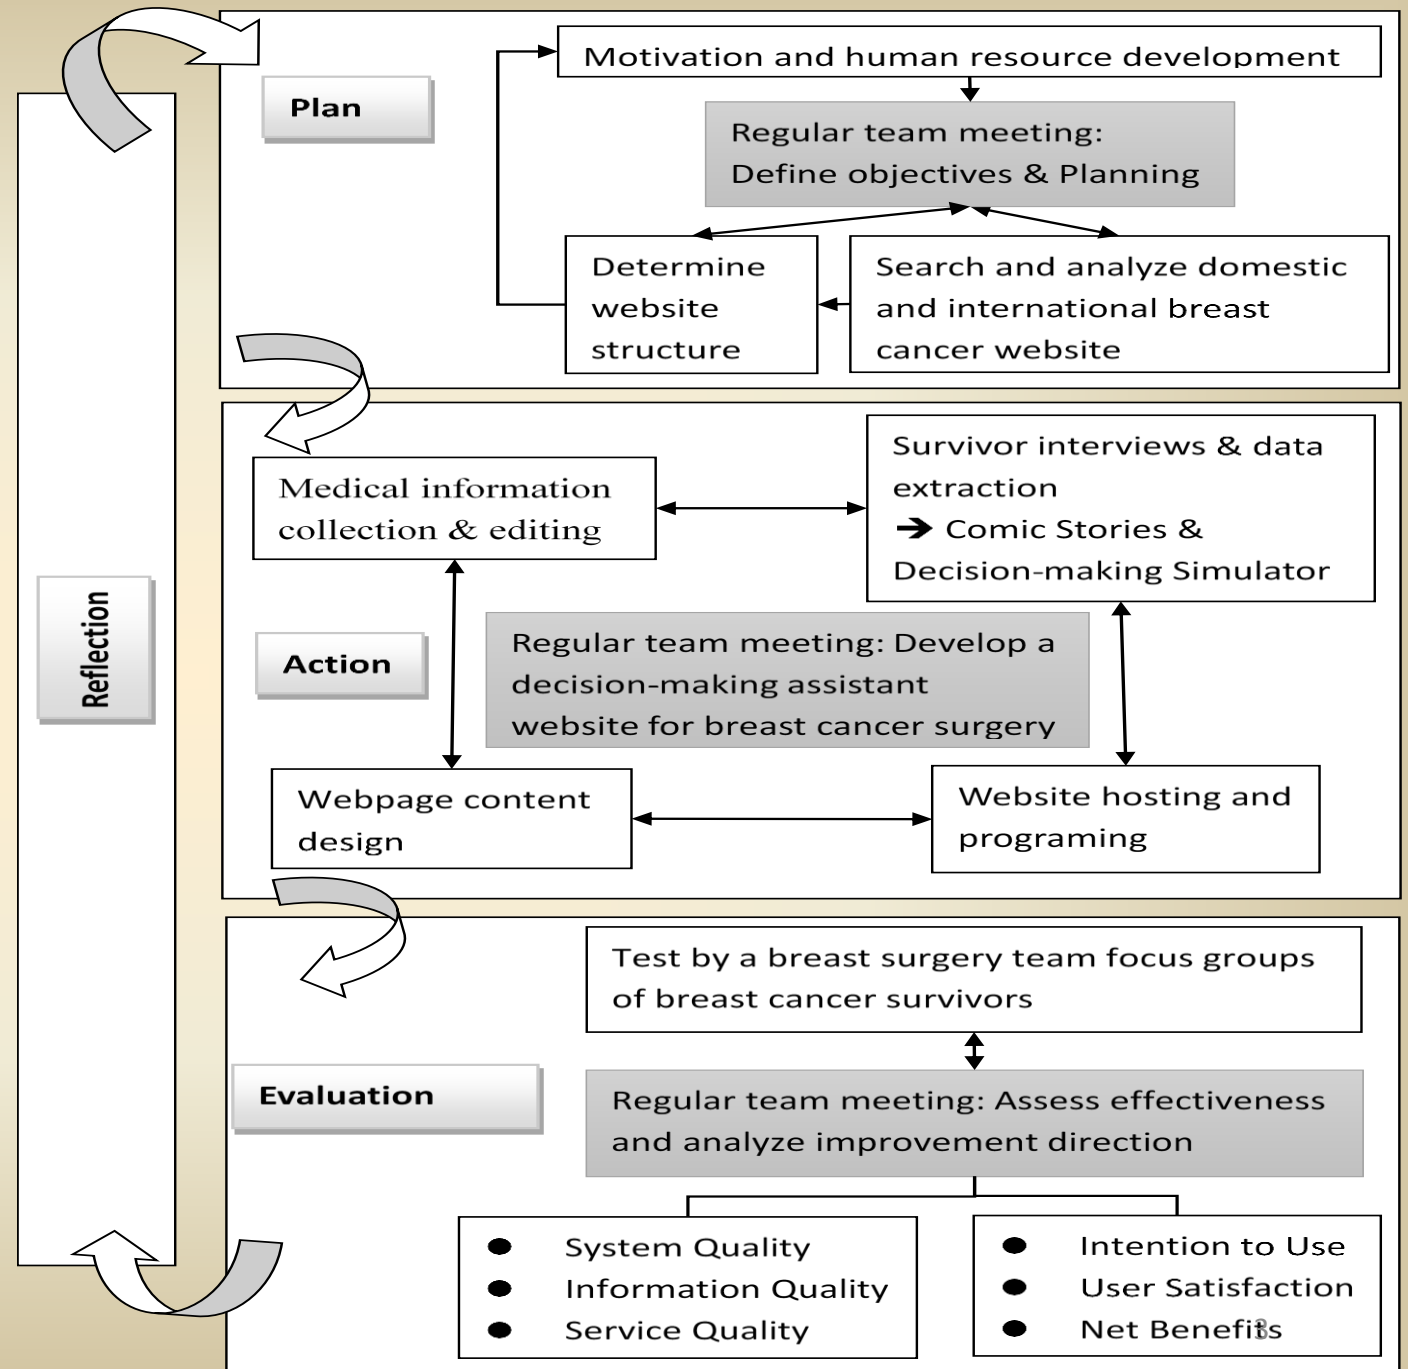 Motivation and human resource development
Plan
Regular team meeting:
Define objectives & Planning
Determine
website
structure
Search and analyze domestic
and international breast
cancer website
Survivor interviews & data
extraction
➔ Comic Stories &
Decision-making Simulator
Medical information
collection & editing
Reflection
Action
Regular team meeting: Develop a
decision-making assistant
website for breast cancer surgery
Webpage content
design
Website hosting and
programing
Test by a breast surgery team focus groups
of breast cancer survivors
Evaluation
Regular team meeting: Assess effectiveness
and analyze improvement direction
● System Quality
● Information Quality
● Service Quality
● Intention to Use
● User Satisfaction
● Net Benefits
3